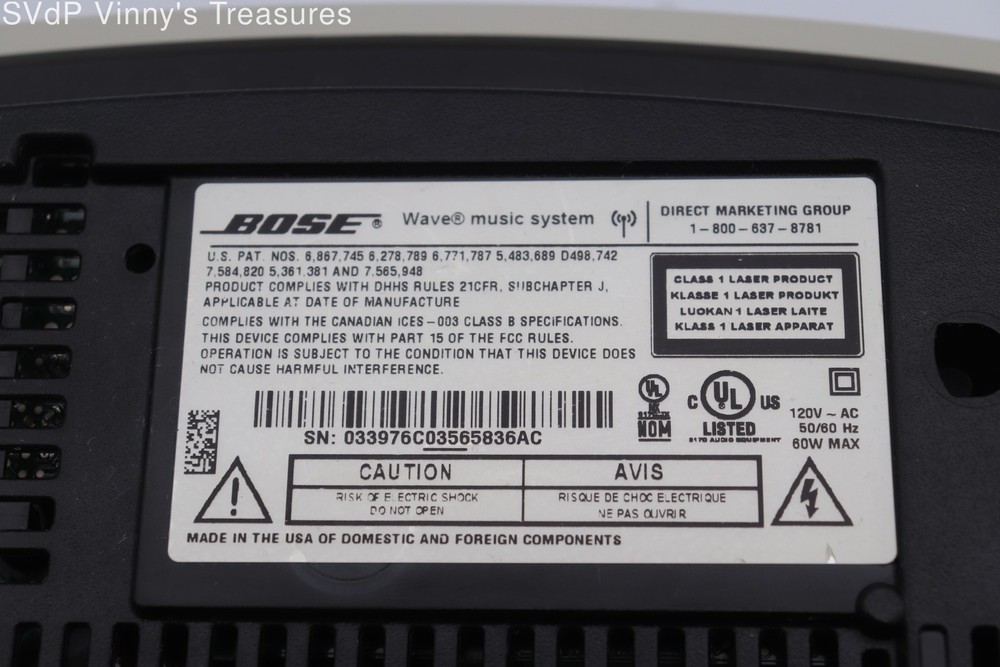 SVdP Vinny's Treasures
BOSE® Wave® music system
DIRECT MARKETING GROUP
1-800-637-8781
U.S. PAT. NOS. 6,867,745 6,278,789 6,771,787 5,483,689 D498,742
7,584,820 5,361,381 AND 7,565,948
PRODUCT COMPLIES WITH DHHS RULES 21CFR, SUBCHAPTER J,
APPLICABLE AT DATE OF MANUFACTURE
COMPLIES WITH THE CANADIAN ICES-003 CLASS B SPECIFICATIONS.
THIS DEVICE COMPLIES WITH PART 15 OF THE FCC RULES.
OPERATION IS SUBJECT TO THE CONDITION THAT THIS DEVICE DOES
NOT CAUSE HARMFUL INTERFERENCE.
CLASS 1 LASER PRODUCT
KLASSE 1 LASER PRODUKT
LUOKAN 1 LASER LAITE
KLASS 1 LASER APPARAT
SN: 033976C03565836AC
UL
NOM
C UL US
LISTED
6170 AUDIO EQUIPMENT
120V ~ AC
50/60 Hz
60W MAX
CAUTION
RISK OF ELECTRIC SHOCK
DO NOT OPEN
AVIS
RISQUE DE CHOC ELECTRIQUE
NE PAS OUVRIR
MADE IN THE USA OF DOMESTIC AND FOREIGN COMPONENTS